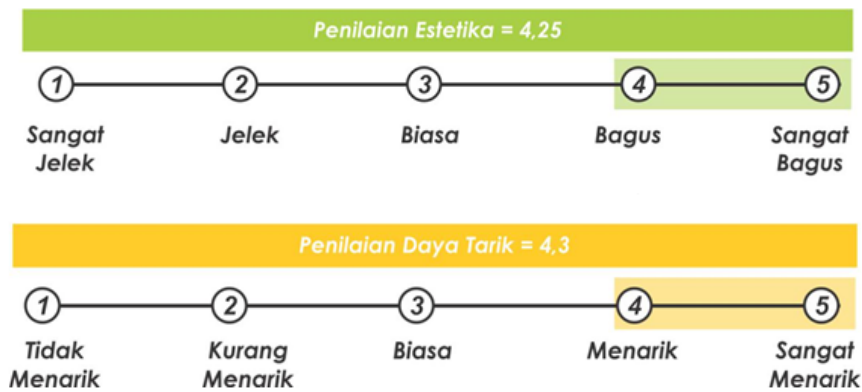 Penilaian Estetika = 4,25
1 2 3 4 5
Sangat Jelek Biasa Bagus Sangat
Jelek Bagus
Penilaian Daya Tarik = 4,3
1 2 3 4 5
Tidak Kurang Biasa Menarik Sangat
Menarik Menarik Menarik